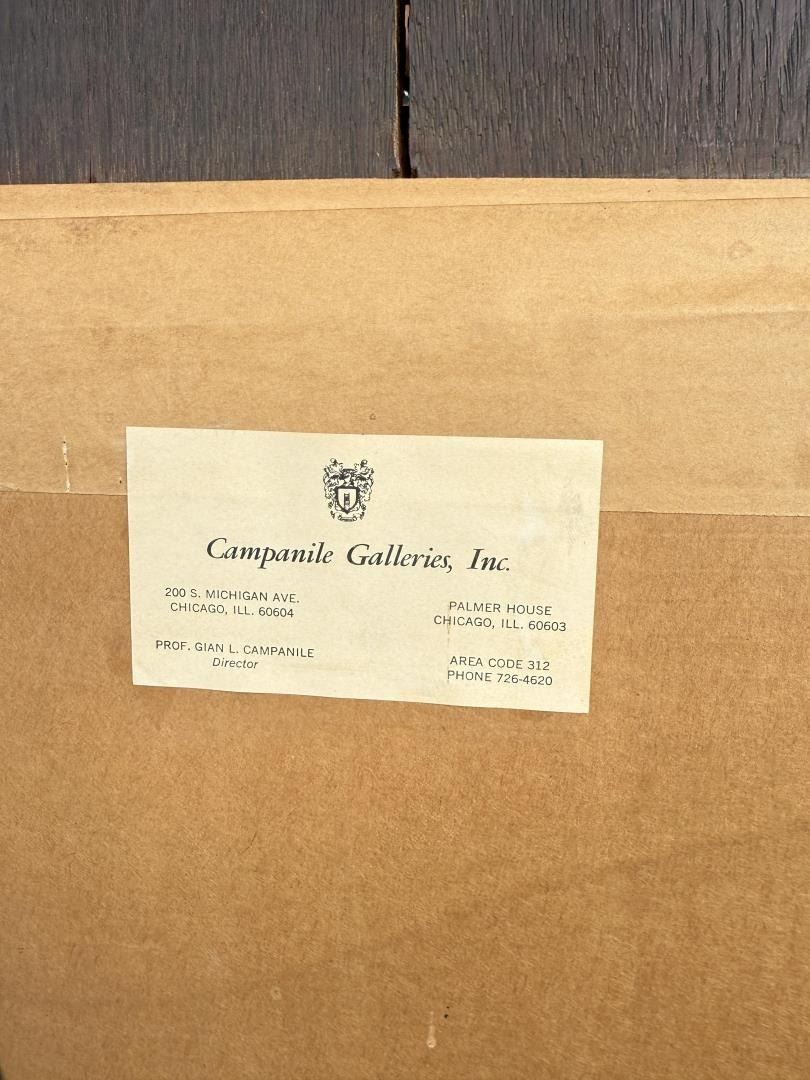 Campanile Galleries, Inc.
200 S. MICHIGAN AVE.
CHICAGO, ILL. 60604
PROF. GIAN L. CAMPANILE
Director
PALMER HOUSE
CHICAGO, ILL. 60603
AREA CODE 312
PHONE 726-4620